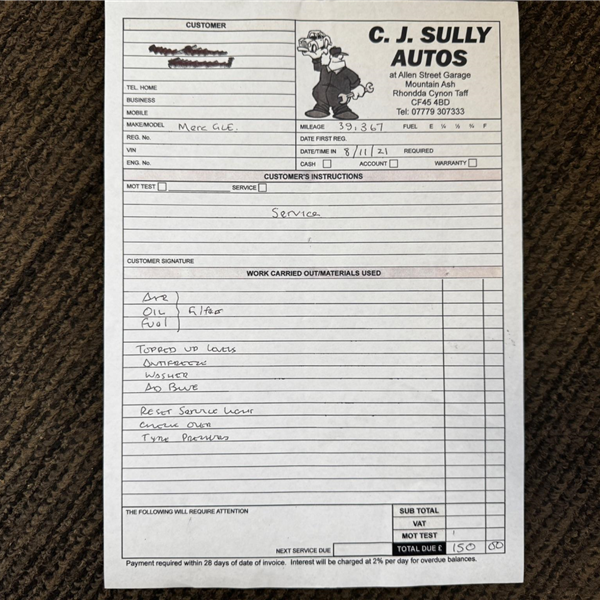 CUSTOMER
C. J. SULLY
AUTOS
at Allen Street Garage
Mountain Ash
Rhondda Cynon Taff
CF45 4BD
Tel: 07779 307333
TEL. HOME
BUSINESS
MOBILE
MAKE/MODEL Merc GLE.
MILEAGE 39,367 FUEL E ¼ ½ ¾ F
REG. No.
DATE FIRST REG.
VIN
DATE/TIME IN 8/11/21 REQUIRED
ENG. No.
CASH ACCOUNT WARRANTY
CUSTOMER'S INSTRUCTIONS
MOT TEST SERVICE
Service
CUSTOMER SIGNATURE
WORK CARRIED OUT/MATERIALS USED
Air
OIL Filter
Fuel
TOPPED UP LEVELS
ANTIFREEZE
WASHER
AD BLUE
RESET SERVICE LIGHT
CHECK OVER
TYRE PRESSURES
THE FOLLOWING WILL REQUIRE ATTENTION
SUB TOTAL
VAT
MOT TEST
NEXT SERVICE DUE
TOTAL DUE £ 150 00
Payment required within 28 days of date of invoice. Interest will be charged at 2% per day for overdue balances.